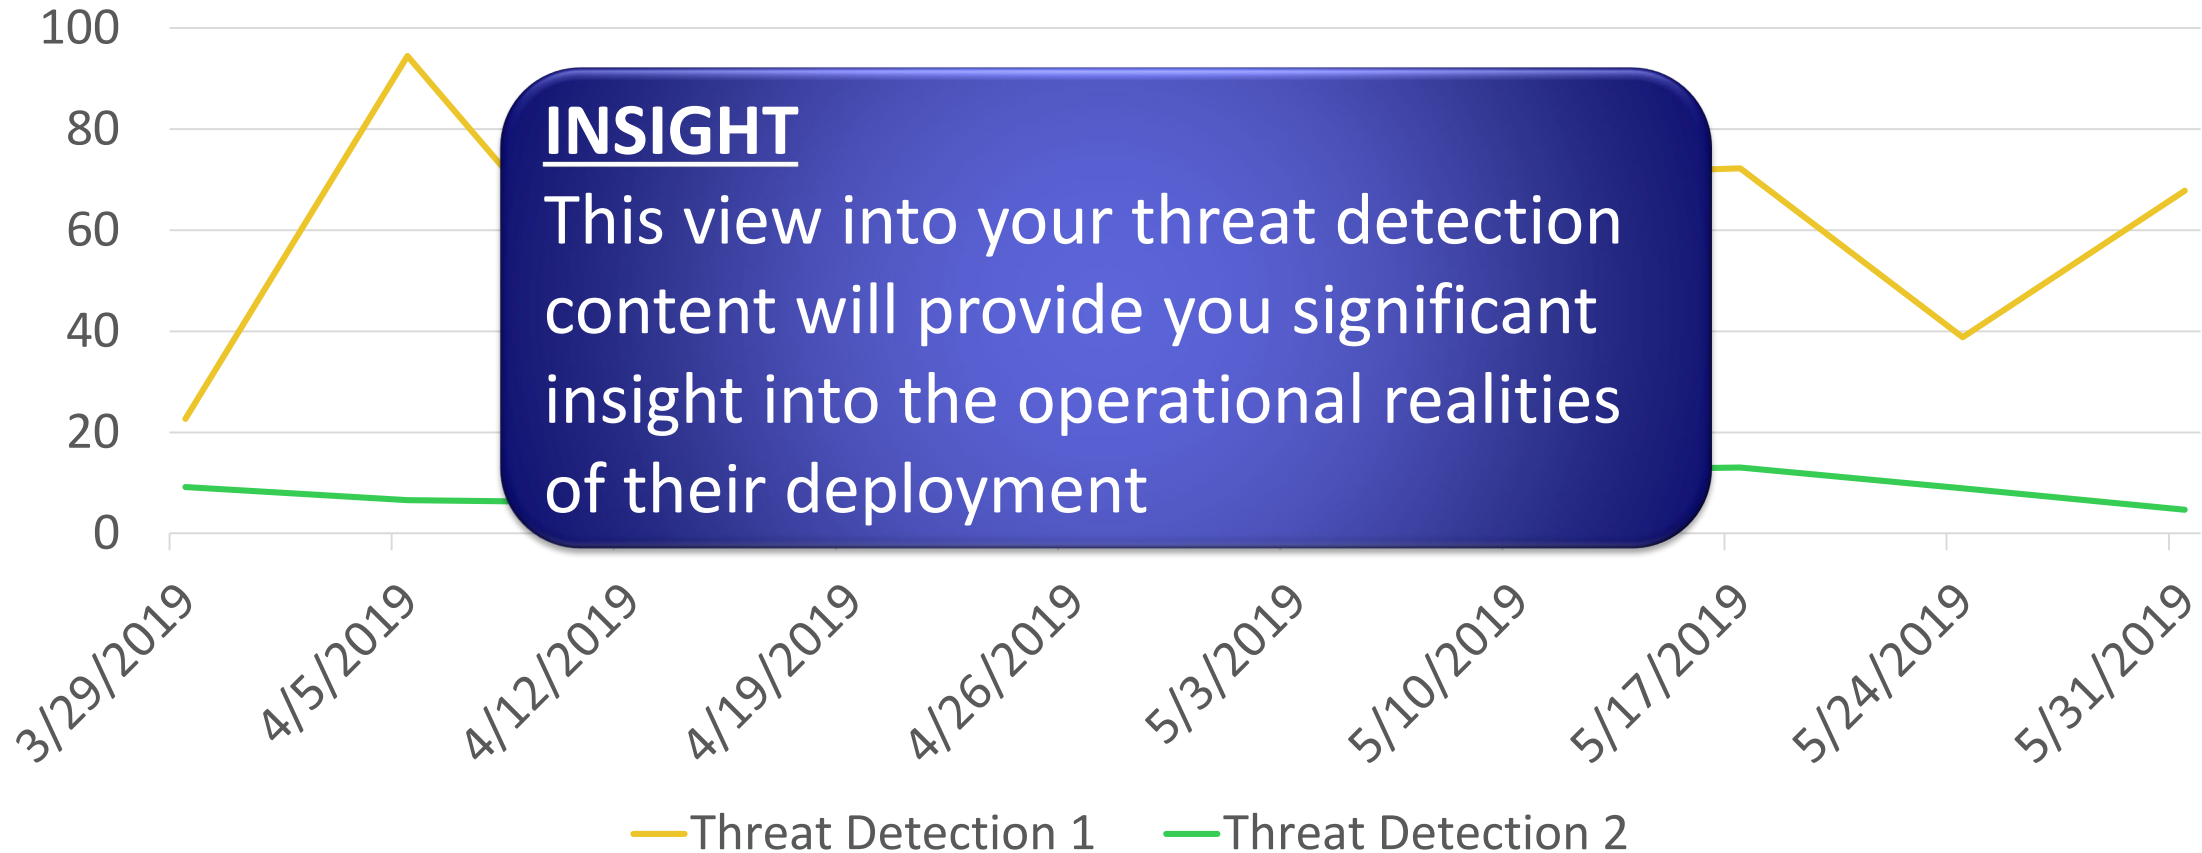 100
80
60
40
20
0
INSIGHT
This view into your threat detection
content will provide you significant
insight into the operational realities
of their deployment
3/29/2019
4/5/2019
4/12/2019
4/19/2019
4/26/2019
5/3/2019
5/10/2019
5/17/2019
5/24/2019
5/31/2019
Threat Detection 1
Threat Detection 2